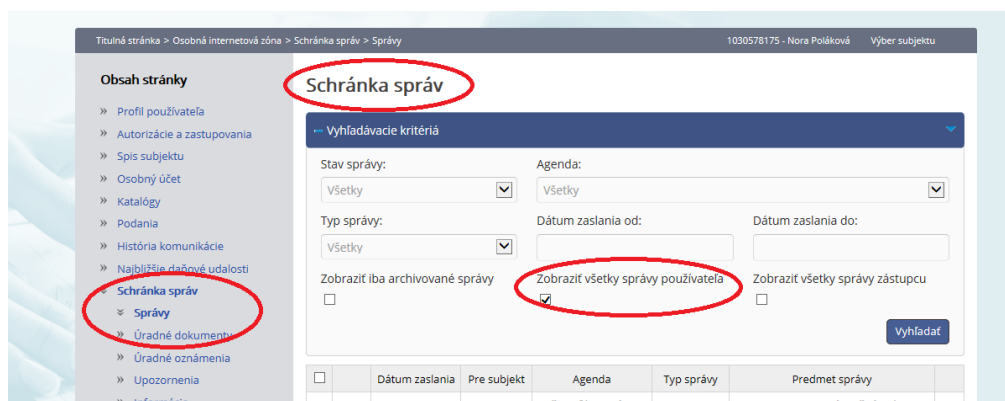 Titulná stránka > Osobná internetová zóna > Schránka správ > Správy
1030578175 - Nora Poláková Výber subjektu
Obsah stránky
» Profil používateľa
» Autorizácie a zastupovania
» Spis subjektu
» Osobný účet
» Katalógy
» Podania
» História komunikácie
» Najbližšie daňové udalosti
Schránka správ
Správy
» Úradné dokumenty
» Úradné oznámenia
» Upozornenia
Schránka správ
Vyhľadávacie kritériá
Stav správy: Agenda:
Všetky Všetky
Typ správy: Dátum zaslania od: Dátum zaslania do:
Všetky
Zobraziť iba archivované správy Zobraziť všetky správy používateľa Zobraziť všetky správy zástupcu
Vyhľadať
Dátum zaslania Pre subjekt Agenda Typ správy Predmet správy